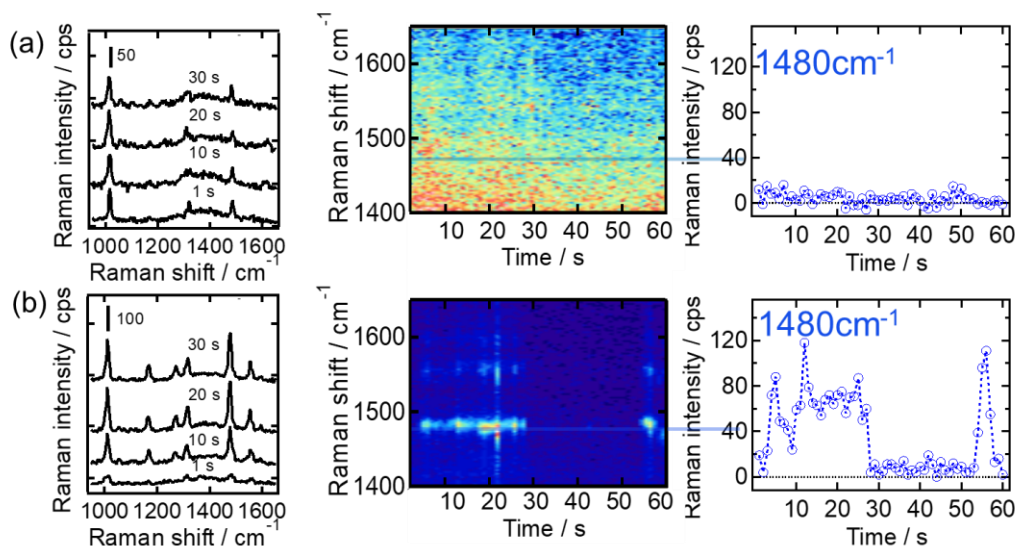 (a)
Raman intensity / cps
50
30 s
20 s
10 s
1 s
1000 1200 1400 1600
Raman shift / cm-1
Raman shift / cm-1
1600
1500
1400
10 20 30 40 50 60
Time / s
Raman intensity / cps
1480cm-1
120
80
40
0
0 10 20 30 40 50 60
Time / s
(b)
Raman intensity / cps
100
30 s
20 s
10 s
1 s
1000 1200 1400 1600
Raman shift / cm-1
Raman shift / cm-1
1600
1500
1400
10 20 30 40 50 60
Time / s
Raman intensity / cps
1480cm-1
120
80
40
0
0 10 20 30 40 50 60
Time / s